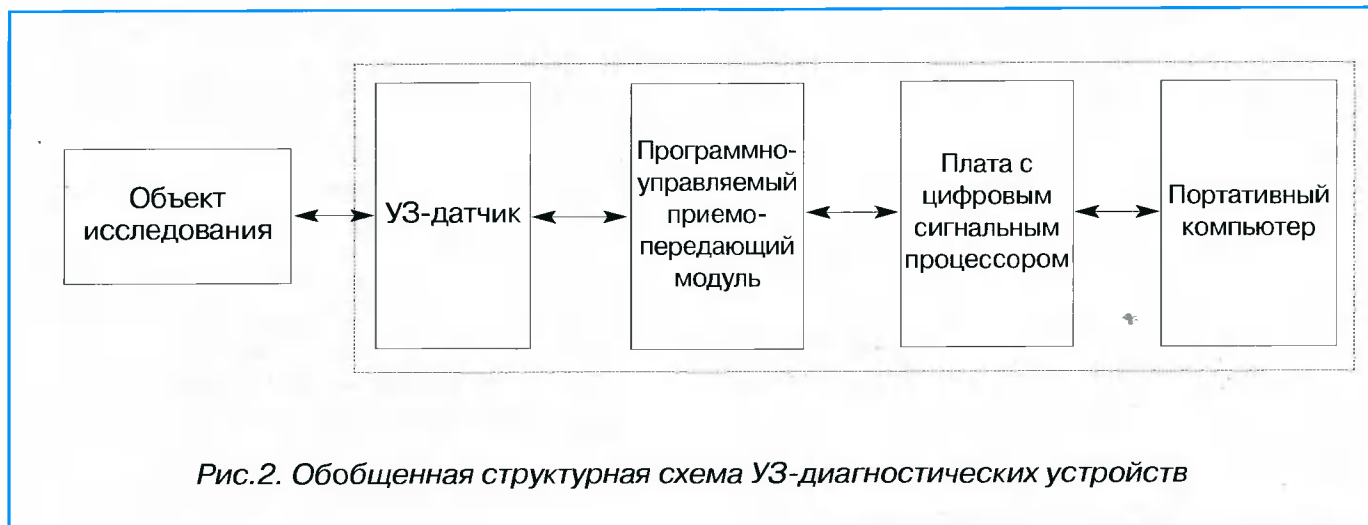 Объект
исследования
УЗ-датчик
Программно-
управляемый
приемо-
передающий
модуль
Плата с
цифровым
сигнальным
процессором
Портативный
компьютер
Рис.2. Обобщенная структурная схема УЗ-диагностических устройств